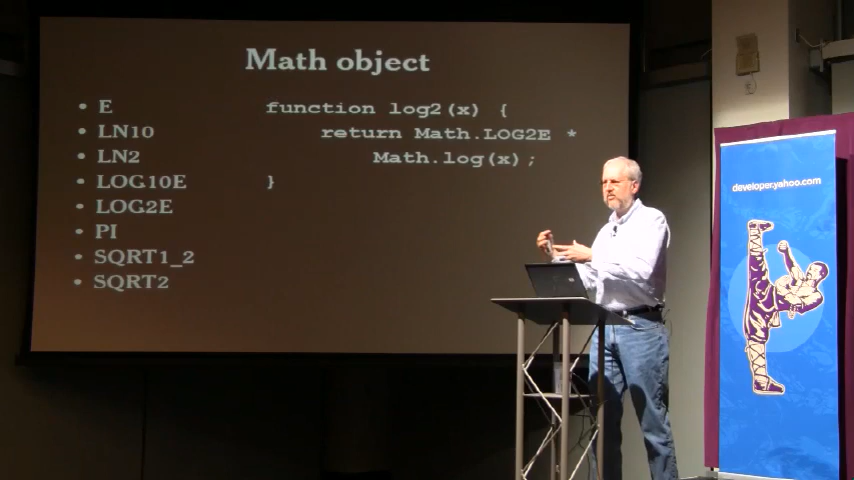 Math object
• E
• LN10
• LN2
• LOG10E
• LOG2E
• PI
• SQRT1_2
• SQRT2
function log2(x) {
return Math.LOG2E *
Math.log(x);
}
developer.yahoo.com